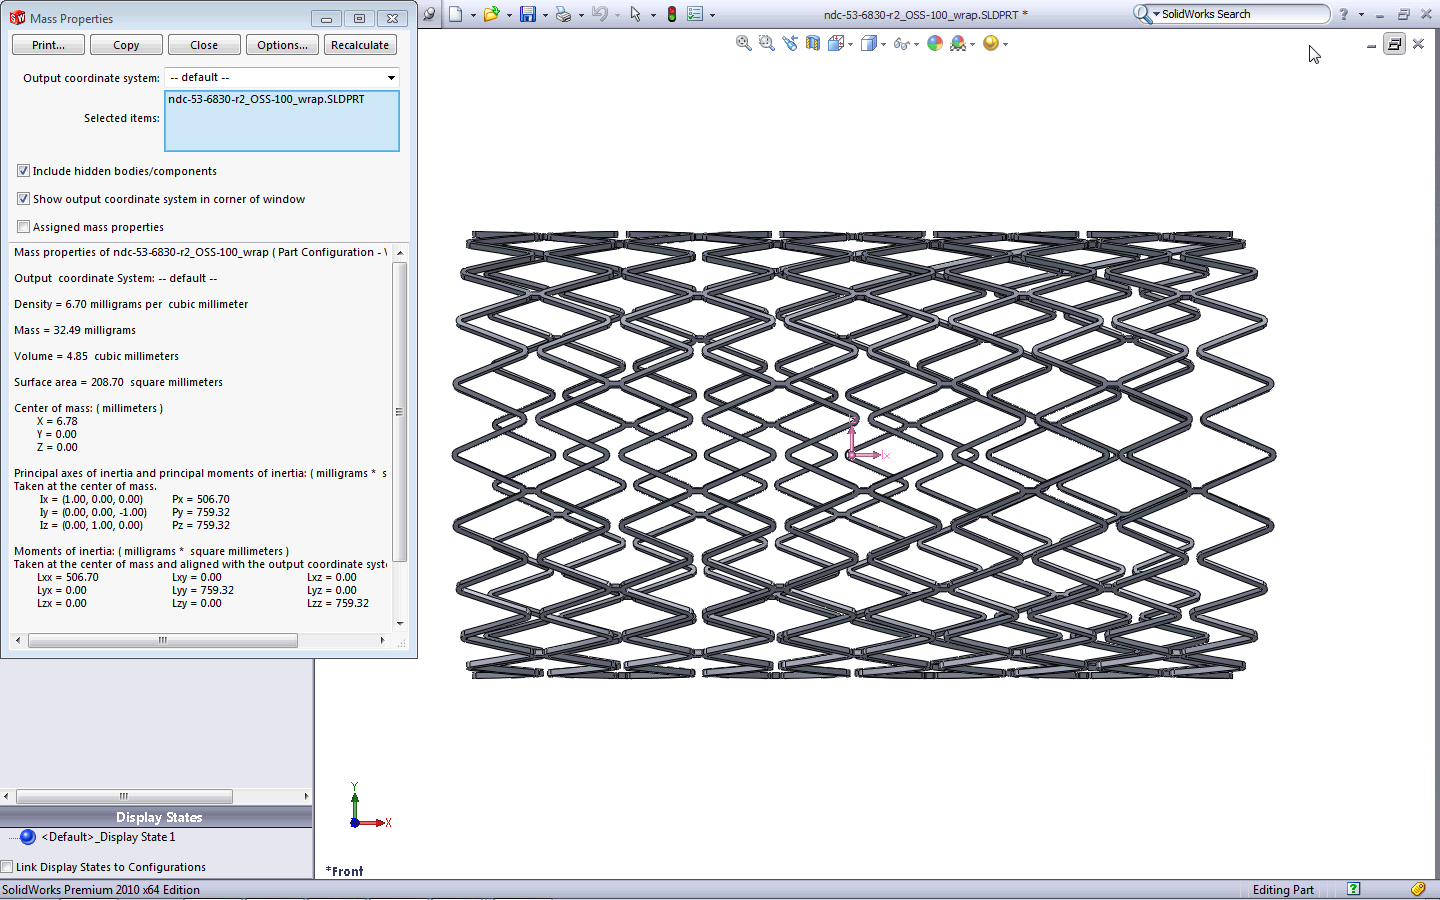 Mass Properties
Print... Copy Close Options... Recalculate
Output coordinate system: -- default --
Selected items: ndc-53-6830-r2_OSS-100_wrap.SLDPRT
Include hidden bodies/components
Show output coordinate system in corner of window
Assigned mass properties
Mass properties of ndc-53-6830-r2_OSS-100_wrap ( Part Configuration - 
Output coordinate System: -- default --
Density = 6.70 milligrams per cubic millimeter
Mass = 32.49 milligrams
Volume = 4.85 cubic millimeters
Surface area = 208.70 square millimeters
Center of mass: ( millimeters )
X = 6.78
Y = 0.00
Z = 0.00
Principal axes of inertia and principal moments of inertia: ( milligrams * s
Taken at the center of mass.
Ix = (1.00, 0.00, 0.00) Px = 506.70
Iy = (0.00, 0.00, -1.00) Py = 759.32
Iz = (0.00, 1.00, 0.00) Pz = 759.32
Moments of inertia: ( milligrams * square millimeters )
Taken at the center of mass and aligned with the output coordinate syst
Lxx = 506.70 Lxy = 0.00 Lxz = 0.00
Lyx = 0.00 Lyy = 759.32 Lyz = 0.00
Lzx = 0.00 Lzy = 0.00 Lzz = 759.32
ndc-53-6830-r2_OSS-100_wrap.SLDPRT *
SolidWorks Search
Y
X
*Front
Display States
<Default>_Display State 1
Link Display States to Configurations
SolidWorks Premium 2010 x64 Edition
Editing Part